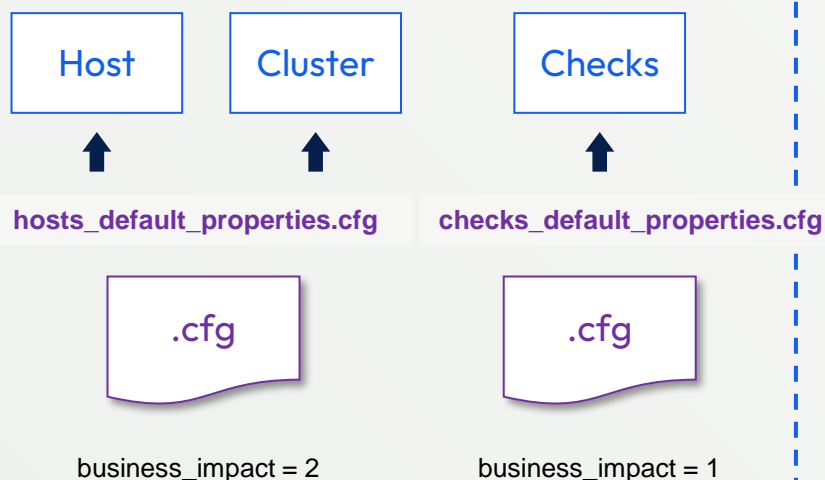 Host
Cluster
Checks
hosts_default_properties.cfg
checks_default_properties.cfg
.cfg
.cfg
business_impact = 2
business_impact = 1